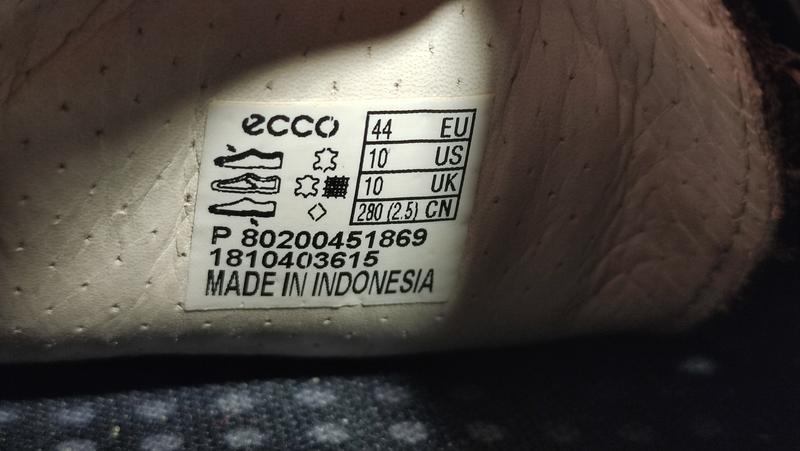 ecco
44 EU
10 US
10 UK
280 (2.5) CN
P 80200451869
1810403615
MADE IN INDONESIA